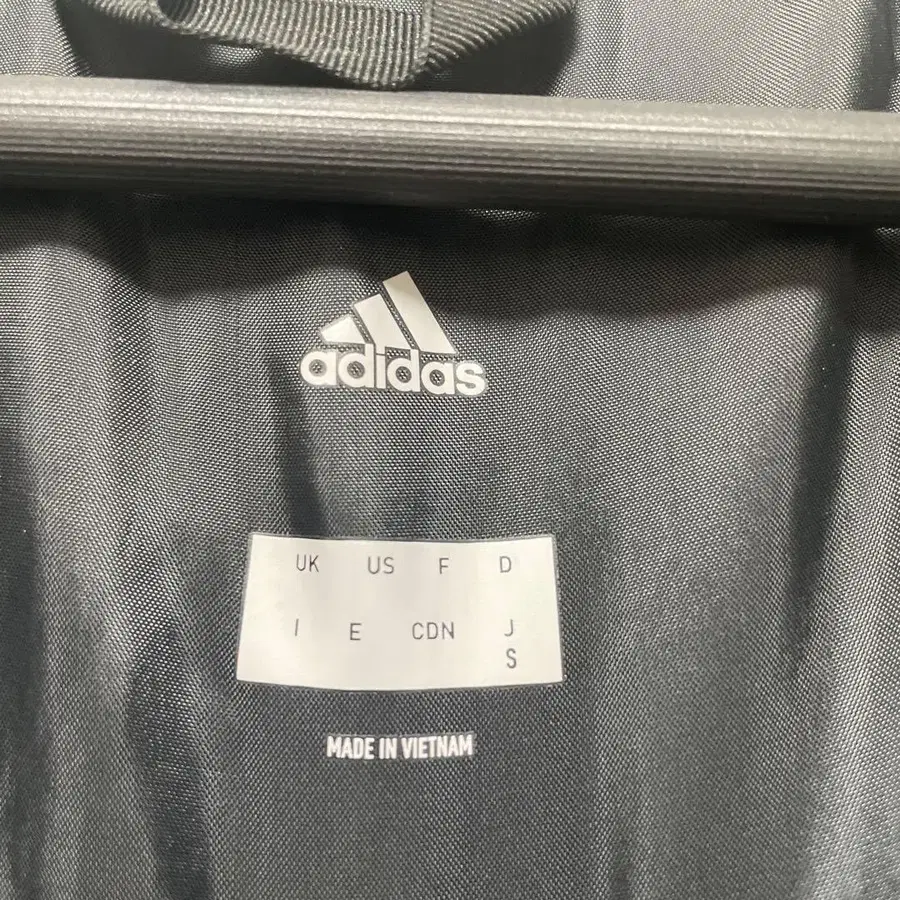 adidas
UK US F D
I E CDN J
S
MADE IN VIETNAM